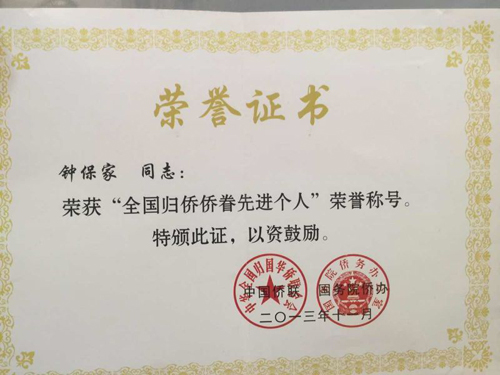 荣誉证书
钟保家 同志：
荣获“全国归侨侨眷先进个人”荣誉称号。
特颁此证，以资鼓励。
中国侨联 国务院侨办
二〇一三年十一月